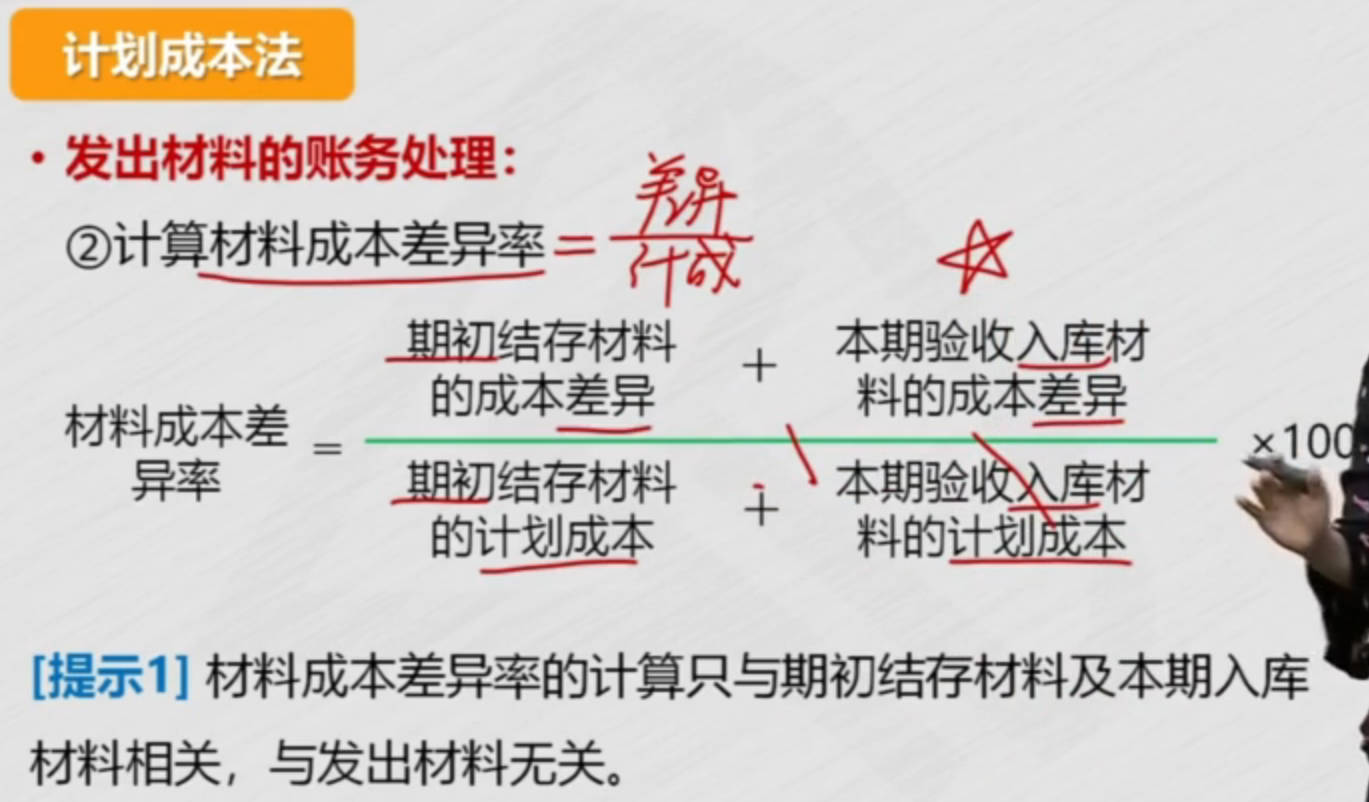 计划成本法
• 发出材料的账务处理：
②计算材料成本差异率 = 差异
计成
期初结存材料 + 本期验收入库材
的成本差异 料的成本差异
材料成本差 = ×100
异率
期初结存材料 + 本期验收入库材
的计划成本 料的计划成本
[提示1] 材料成本差异率的计算只与期初结存材料及本期入库
材料相关，与发出材料无关。